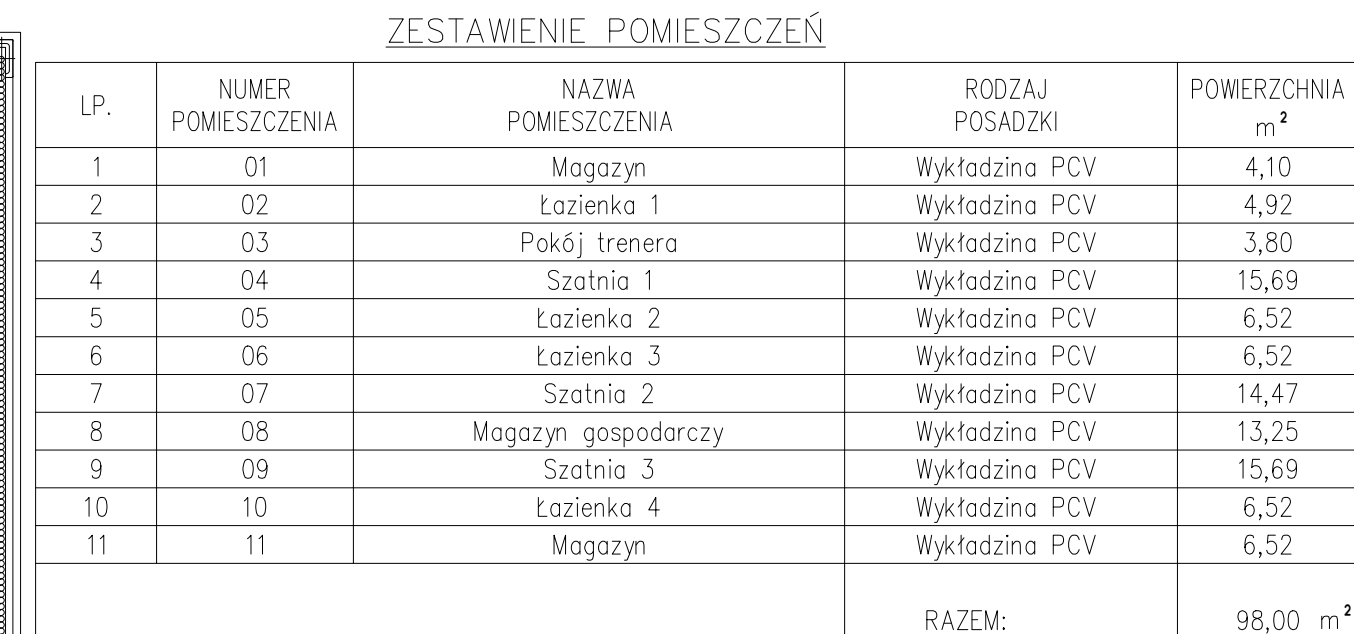 ZESTAWIENIE POMIESZCZEŃ
LP. NUMER POMIESZCZENIA NAZWA POMIESZCZENIA RODZAJ POSADZKI POWIERZCHNIA m²
1 01 Magazyn Wykładzina PCV 4,10
2 02 Łazienka 1 Wykładzina PCV 4,92
3 03 Pokój trenera Wykładzina PCV 3,80
4 04 Szatnia 1 Wykładzina PCV 15,69
5 05 Łazienka 2 Wykładzina PCV 6,52
6 06 Łazienka 3 Wykładzina PCV 6,52
7 07 Szatnia 2 Wykładzina PCV 14,47
8 08 Magazyn gospodarczy Wykładzina PCV 13,25
9 09 Szatnia 3 Wykładzina PCV 15,69
10 10 Łazienka 4 Wykładzina PCV 6,52
11 11 Magazyn Wykładzina PCV 6,52
RAZEM: 98,00 m²